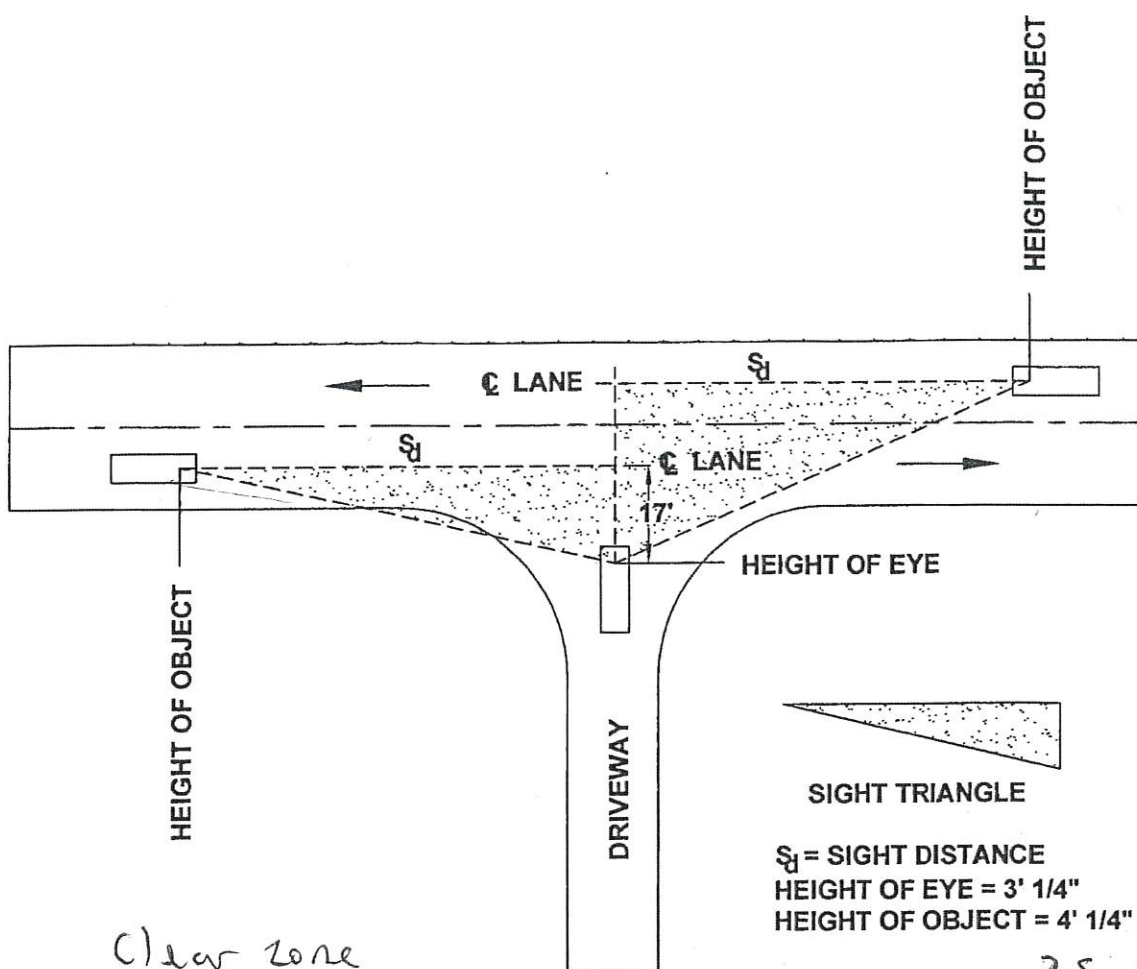 HEIGHT OF OBJECT
Sd
℄ LANE
Sd
℄ LANE
17'
HEIGHT OF EYE
HEIGHT OF OBJECT
DRIVEWAY
SIGHT TRIANGLE
Sd = SIGHT DISTANCE
HEIGHT OF EYE = 3' 1/4"
HEIGHT OF OBJECT = 4' 1/4"
Clear zone